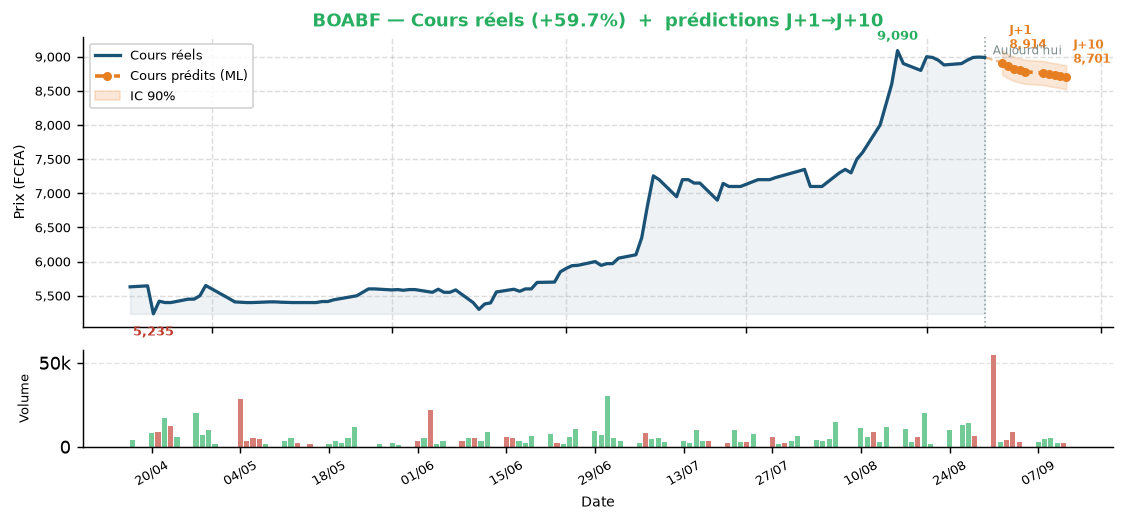 BOABF — Cours réels (+59.7%) + prédictions J+1→J+10
9,090
J+1
8,914
Aujourd'hui
J+10
8,701
Cours réels
Cours prédits (ML)
IC 90%
Prix (FCFA)
9,000
8,500
8,000
7,500
7,000
6,500
6,000
5,500
5,235
Volume
50k
0
20/04
04/05
18/05
01/06
15/06
29/06
13/07
27/07
10/08
24/08
07/09
Date